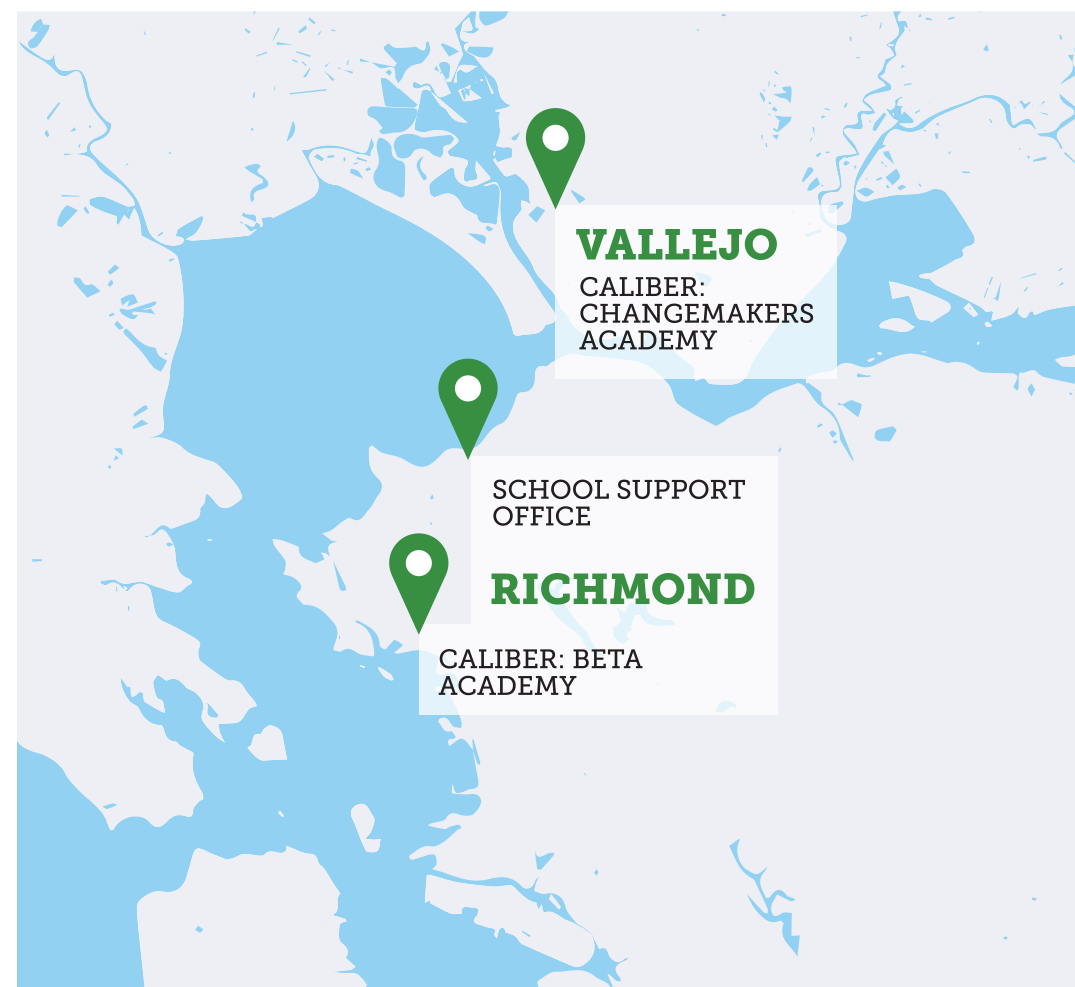 VALLEJO
CALIBER:
CHANGEMAKERS
ACADEMY
SCHOOL SUPPORT
OFFICE
RICHMOND
CALIBER: BETA
ACADEMY